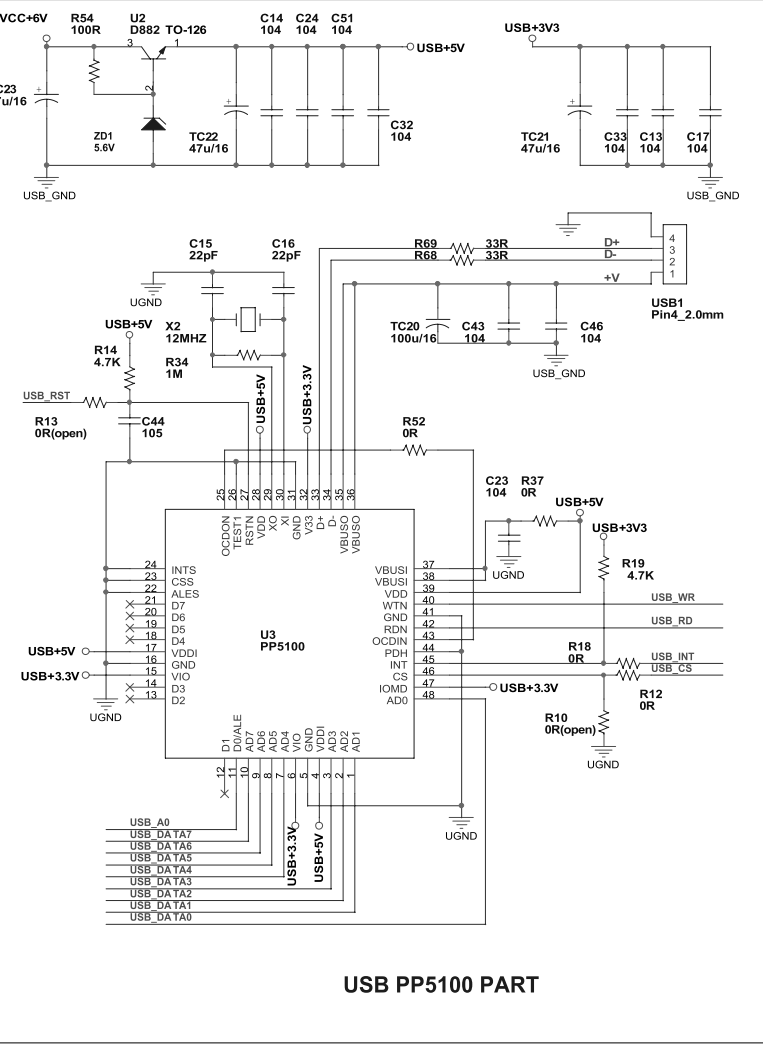 VCC+6V
R54
100R
U2
D882 TO-126
3
1
2
C14
104
C24
104
C51
104
USB+5V
USB+3V3
C23
7u/16
+
ZD1
5.6V
+
TC22
47u/16
C32
104
+
TC21
47u/16
C33
104
C13
104
C17
104
USB_GND
USB_GND
C15
22pF
C16
22pF
R69
R68
33R
33R
D+
D-
+V
4
3
2
1
USB1
Pin4_2.0mm
UGND
X2
12MHZ
R34
1M
USB+5V
R14
4.7K
TC20
100u/16
C43
104
C46
104
USB_GND
USB_RST
R13
0R(open)
C44
105
USB+5V
USB+3.3V
R52
0R
C23
104
R37
0R
USB+5V
UGND
USB+3V3
R19
4.7K
25
26
27
28
29
30
31
32
33
34
35
36
OCDON
TEST1
RSTN
VDD
XO
XI
GND
V33
D+
D-
VBUSO
VBUSO
24 INTS
23 CSS
22 ALES
21 D7
20 D6
19 D5
18 D4
17 VDDI
16 GND
15 VIO
14 D3
13 D2
USB+5V
USB+3.3V
UGND
U3
PP5100
VBUSI 37
VBUSI 38
VDD 39
WTN 40
GND 41
RDN 42
OCDIN 43
PDH 44
INT 45
CS 46
IOMD 47
AD0 48
USB_WR
USB_RD
R18
0R
USB_INT
USB_CS
USB+3.3V
R12
0R
R10
0R(open)
UGND
D1
D0/ALE
AD7
AD6
AD5
AD4
VIO
GND
VDDI
AD3
AD2
AD1
12
11
10
9
8
7
6
5
4
3
2
1
USB+3.3V
USB+5V
UGND
USB_A0
USB_DATA7
USB_DATA6
USB_DATA5
USB_DATA4
USB_DATA3
USB_DATA2
USB_DATA1
USB_DATA0
USB PP5100 PART